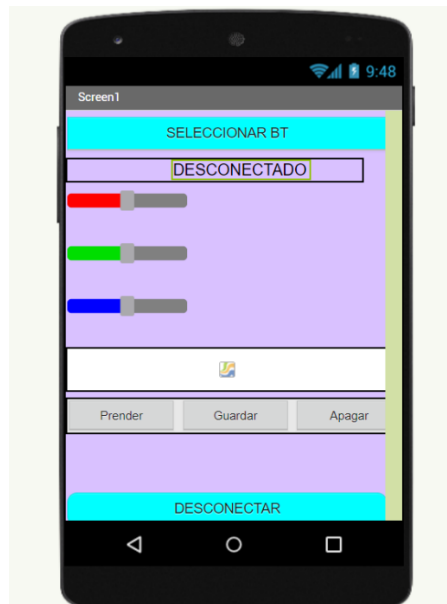 9:48
Screen1
SELECCIONAR BT
DESCONECTADO
Prender Guardar Apagar
DESCONECTAR